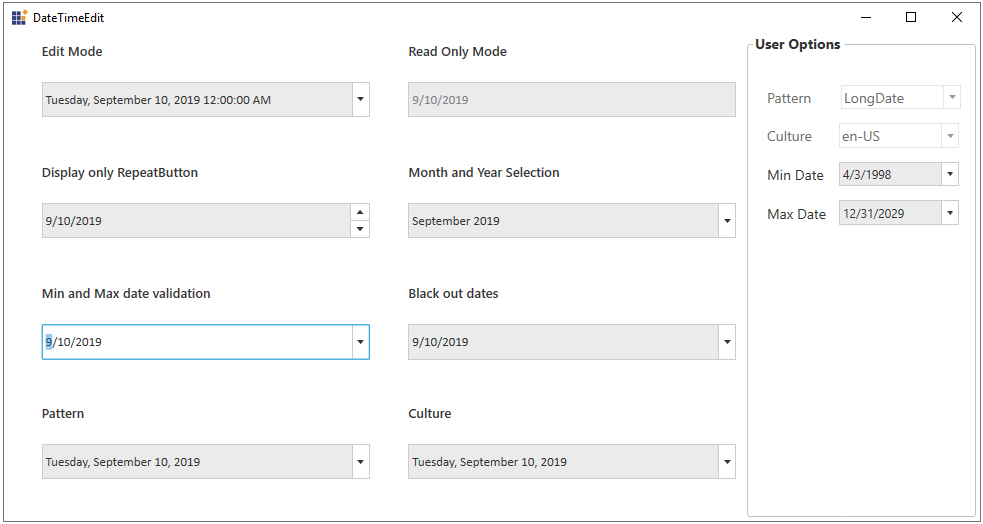 DateTimeEdit
Edit Mode
Tuesday, September 10, 2019 12:00:00 AM
Read Only Mode
9/10/2019
Display only RepeatButton
9/10/2019
Month and Year Selection
September 2019
Min and Max date validation
9/10/2019
Black out dates
9/10/2019
Pattern
Tuesday, September 10, 2019
Culture
Tuesday, September 10, 2019
User Options
Pattern LongDate
Culture en-US
Min Date 4/3/1998
Max Date 12/31/2029